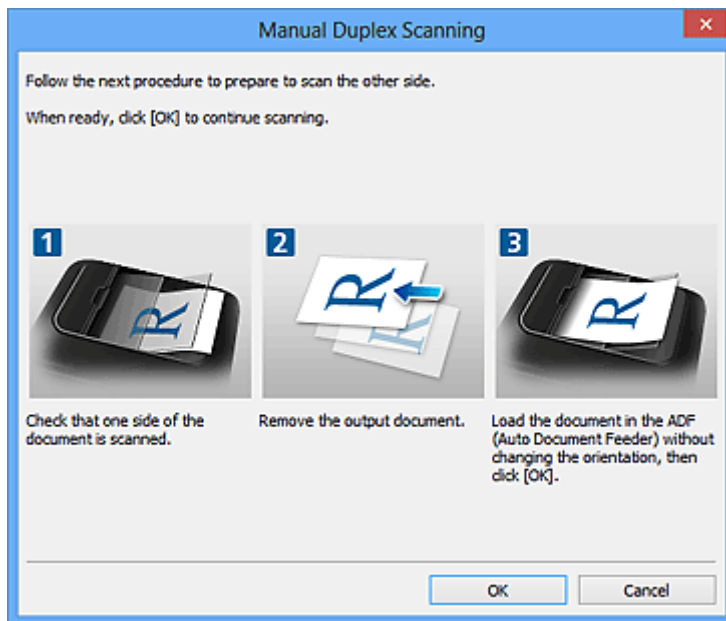 Manual Duplex Scanning
Follow the next procedure to prepare to scan the other side.
When ready, click [OK] to continue scanning.
1
R
2
R
R
3
R
Check that one side of the
document is scanned.
Remove the output document.
Load the document in the ADF
(Auto Document Feeder) without
changing the orientation, then
click [OK].
OK
Cancel